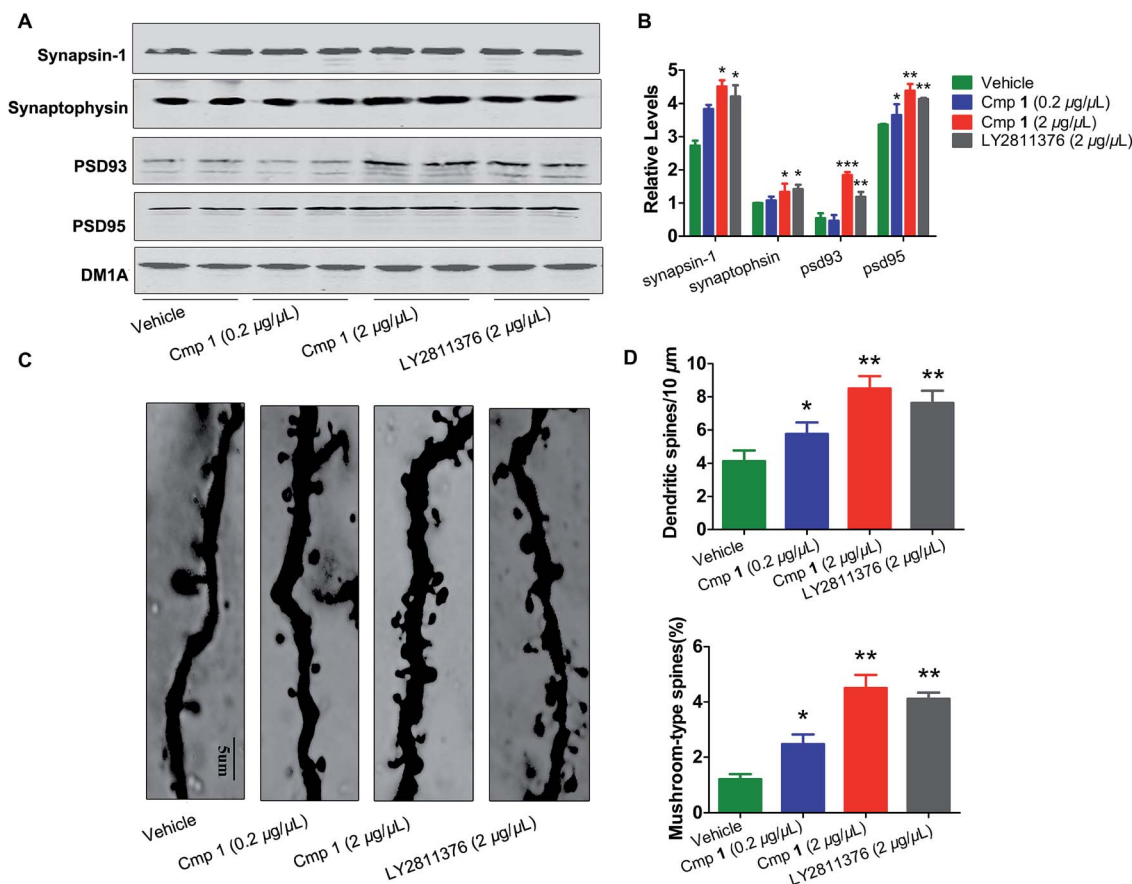 A
Synapsin-1
Synaptophysin
PSD93
PSD95
DM1A
Vehicle
Cmp 1 (0.2 µg/µL)
Cmp 1 (2 µg/µL)
LY2811376 (2 µg/µL)
B
Relative Levels
5
4
3
2
1
0
* *
* *
***
**
*
**
**
synapsin-1
synaptophsin
psd93
psd95
Vehicle
Cmp 1 (0.2 µg/µL)
Cmp 1 (2 µg/µL)
LY2811376 (2 µg/µL)
C
5um
Vehicle
Cmp 1 (0.2 µg/µL)
Cmp 1 (2 µg/µL)
LY2811376 (2 µg/µL)
D
Dendritic spines/10 µm
10
8
6
4
2
0
*
**
**
Vehicle
Cmp 1 (0.2 µg/µL)
Cmp 1 (2 µg/µL)
LY2811376 (2 µg/µL)
Mushroom-type spines(%)
6
4
2
0
*
**
**
Vehicle
Cmp 1 (0.2 µg/µL)
Cmp 1 (2 µg/µL)
LY2811376 (2 µg/µL)